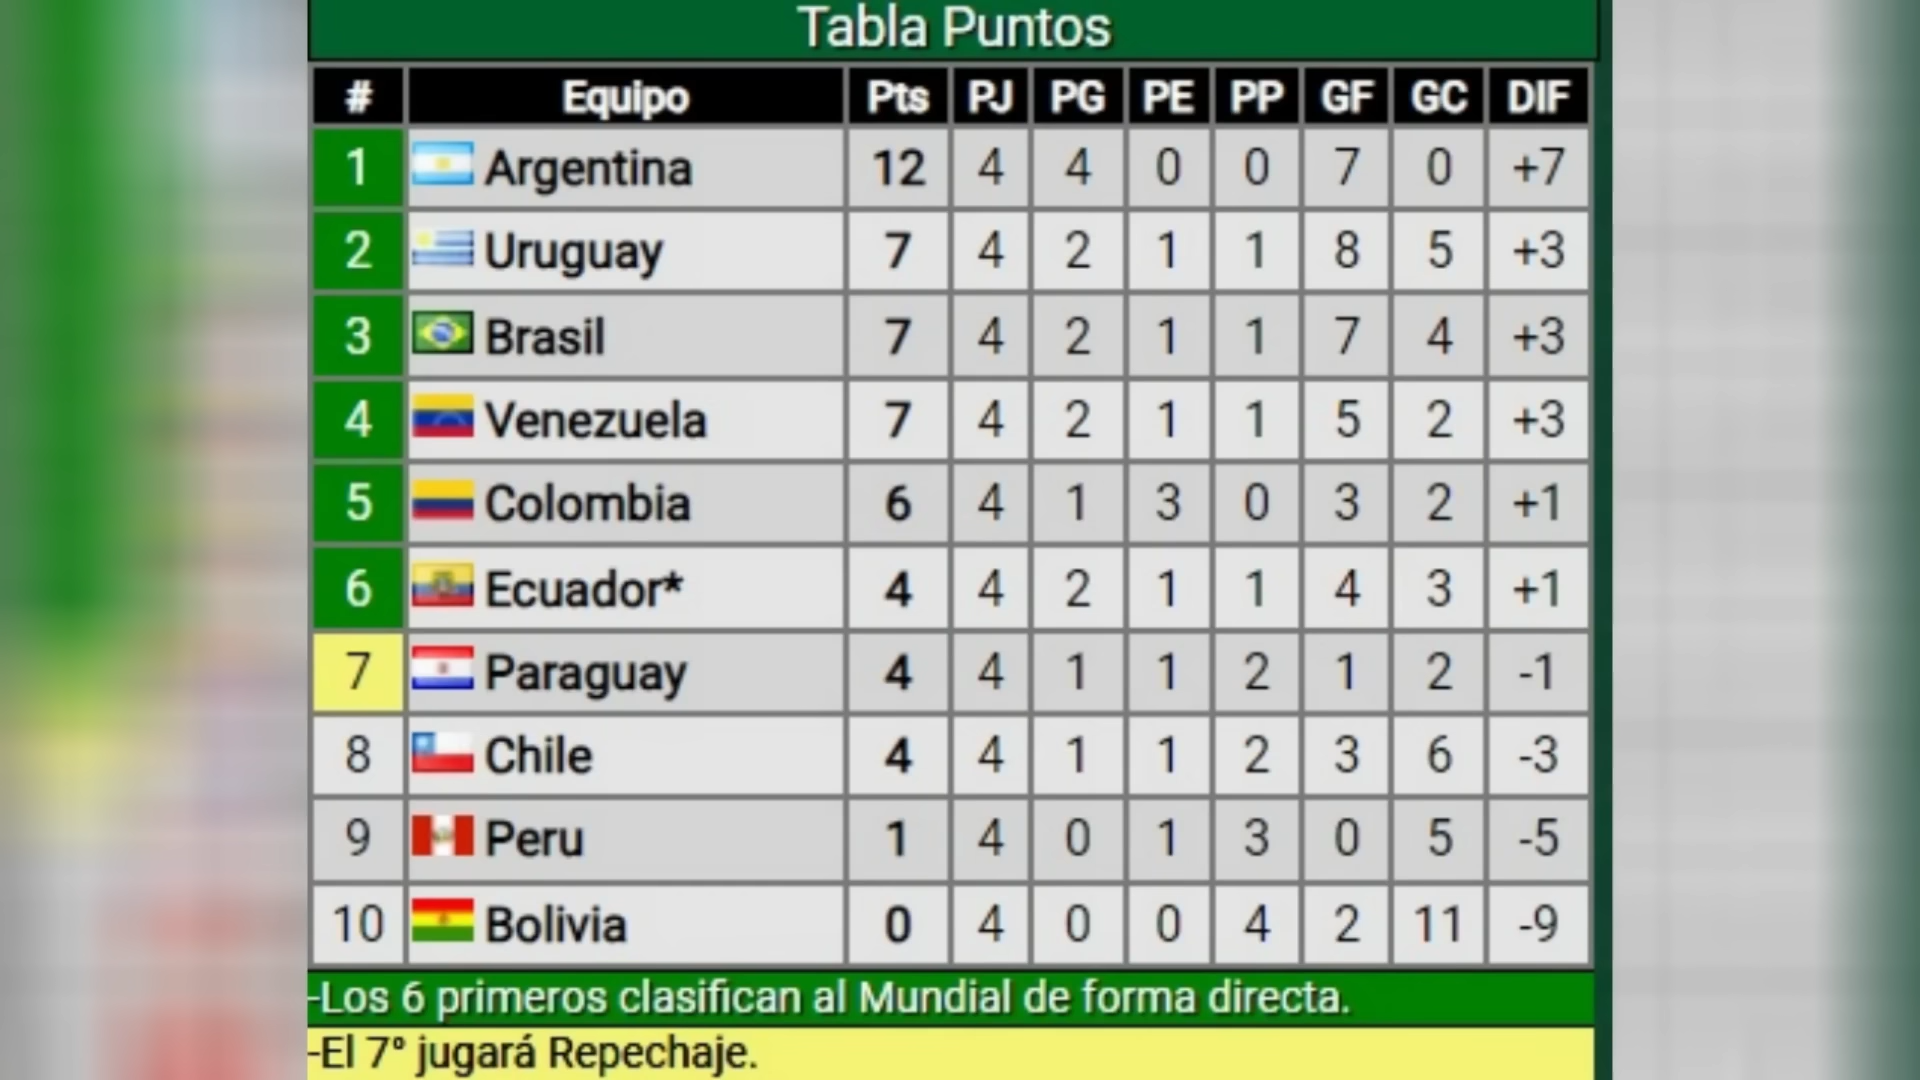 Tabla Puntos
# Equipo Pts PJ PG PE PP GF GC DIF
1 Argentina 12 4 4 0 0 7 0 +7
2 Uruguay 7 4 2 1 1 8 5 +3
3 Brasil 7 4 2 1 1 7 4 +3
4 Venezuela 7 4 2 1 1 5 2 +3
5 Colombia 6 4 1 3 0 3 2 +1
6 Ecuador* 4 4 2 1 1 4 3 +1
7 Paraguay 4 4 1 1 2 1 2 -1
8 Chile 4 4 1 1 2 3 6 -3
9 Peru 1 4 0 1 3 0 5 -5
10 Bolivia 0 4 0 0 4 2 11 -9
-Los 6 primeros clasifican al Mundial de forma directa.
-El 7º jugará Repechaje.